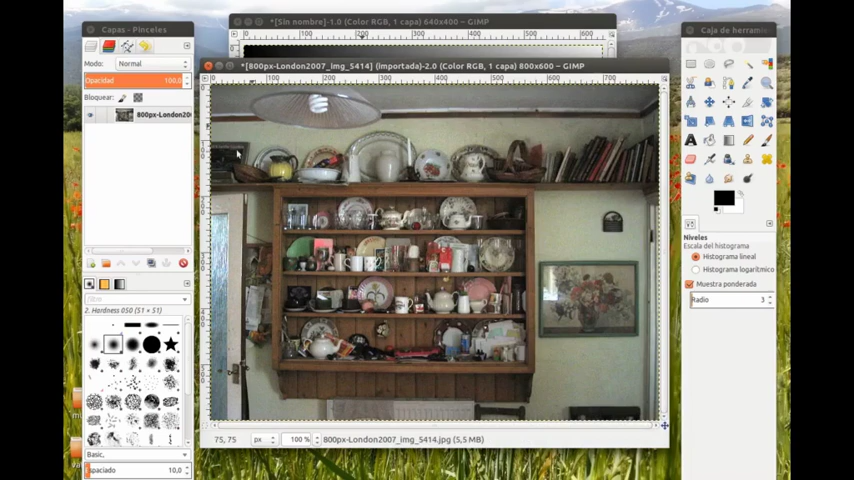 *[Sin nombre]-1.0 (Color RGB, 1 capa) 640x400 – GIMP
Capas - Pinceles
Modo: Normal
Opacidad 100,0
Bloquear:
800px-London20
2. Hardness 050 (51 × 51)
Basic,
Espaciado 10,0
*[800px-London2007_img_5414] (importada)-2.0 (Color RGB, 1 capa) 800x600 – GIMP
75, 75 px 100 % 800px-London2007_img_5414.jpg (5,5 MB)
Caja de herramie
Niveles
Escala del histograma
Histograma lineal
Histograma logarítmico
Muestra ponderada
Radio 3